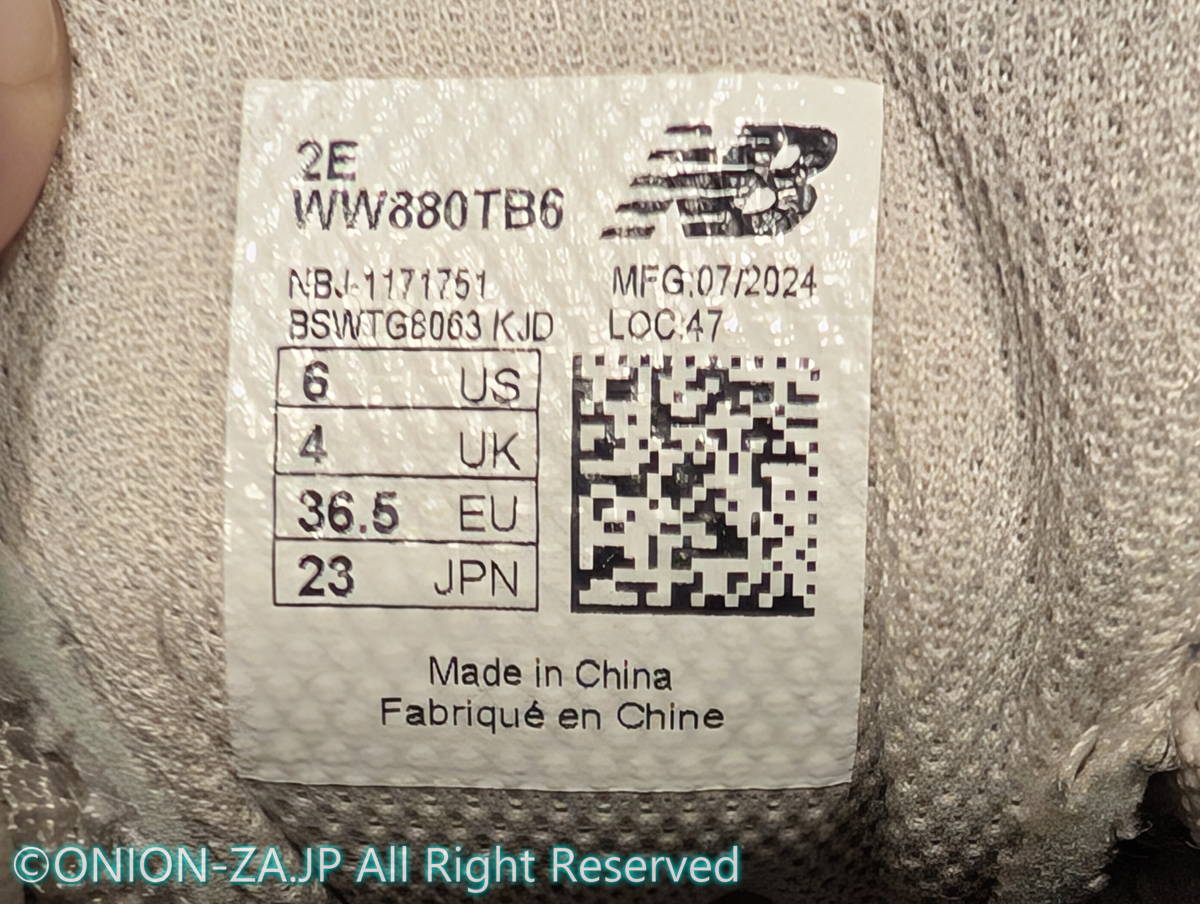 2E
WW880TB6
NB
NBJ-1171751
MFG:07/2024
BSWTG8063 KJD
LOC:47
6 US
4 UK
36.5 EU
23 JPN
Made in China
Fabriqué en Chine
©ONION-ZA.JP All Right Reserved